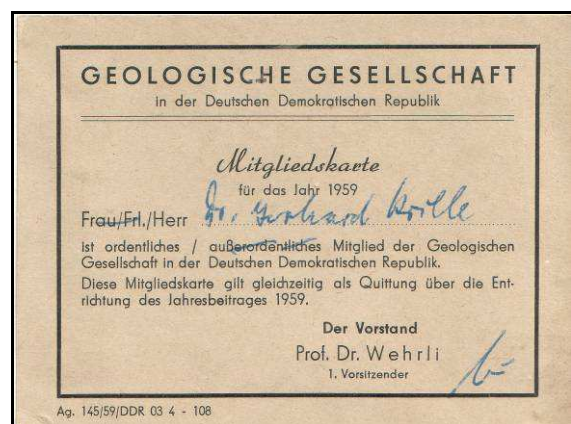 GEOLOGISCHE GESELLSCHAFT
in der Deutschen Demokratischen Republik
Mitgliedskarte
für das Jahr 1959
Frau/Frl./Herr Dr. Gerhard
ist ordentliches / außerordentliches Mitglied der Geologischen
Gesellschaft in der Deutschen Demokratischen Republik.
Diese Mitgliedskarte gilt gleichzeitig als Quittung über die Ent-
richtung des Jahresbeitrages 1959.
Der Vorstand
Prof. Dr. Wehrli
1. Vorsitzender
Ag. 145/59/DDR 03 4 - 108